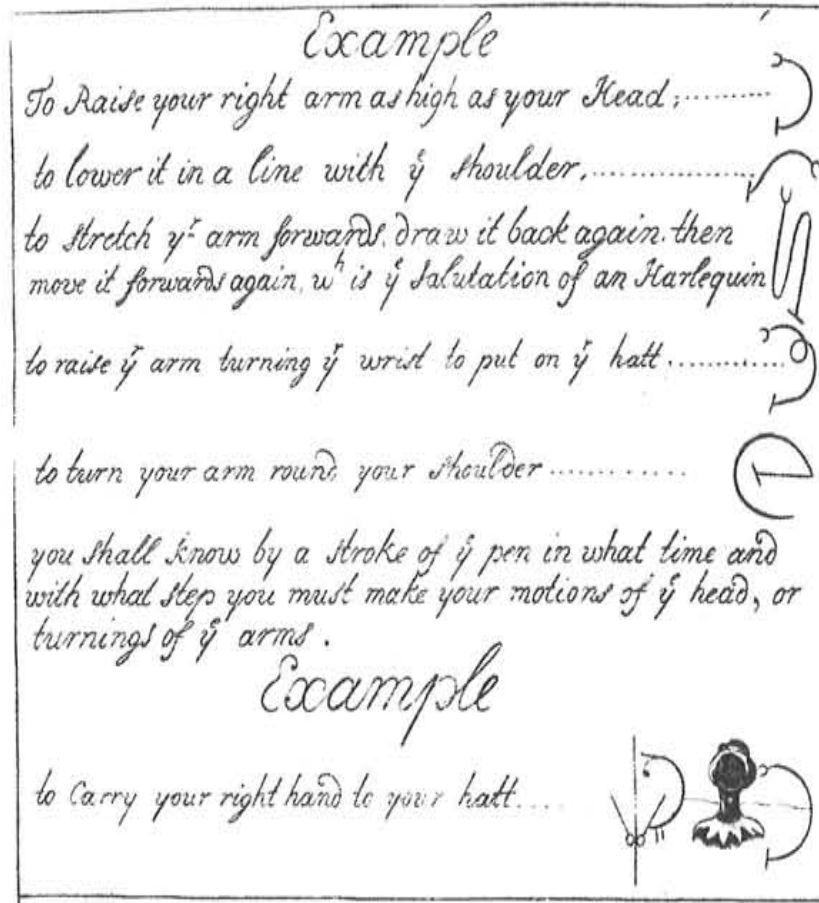 Example
To Raise your right arm as high as your Head;
to lower it in a line with yͤ shoulder,
to stretch yʳ arm forwards, draw it back again, then
move it forwards again, wʰ is yͤ Salutation of an Harlequin
to raise yͤ arm turning yͤ wrist to put on yͤ hatt
to turn your arm round your shoulder
you shall know by a stroke of yͤ pen in what time and
with what step you must make your motions of yͤ head, or
turnings of yͤ arms.
Example
to Carry your right hand to your hatt